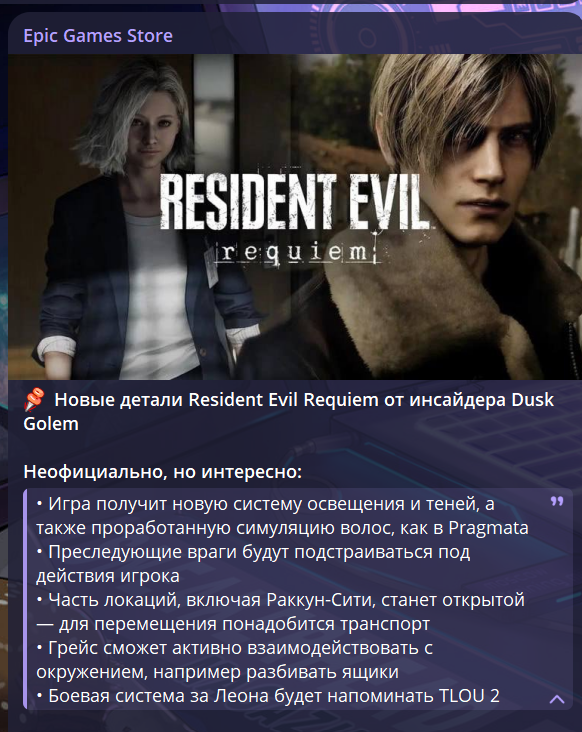 Epic Games Store
RESIDENT EVIL
requiem
Новые детали Resident Evil Requiem от инсайдера Dusk
Golem
Неофициально, но интересно:
• Игра получит новую систему освещения и теней, а
также проработанную симуляцию волос, как в Pragmata
• Преследующие враги будут подстраиваться под
действия игрока
• Часть локаций, включая Раккун-Сити, станет открытой
— для перемещения понадобится транспорт
• Грейс сможет активно взаимодействовать с
окружением, например разбивать ящики
• Боевая система за Леона будет напоминать TLOU 2